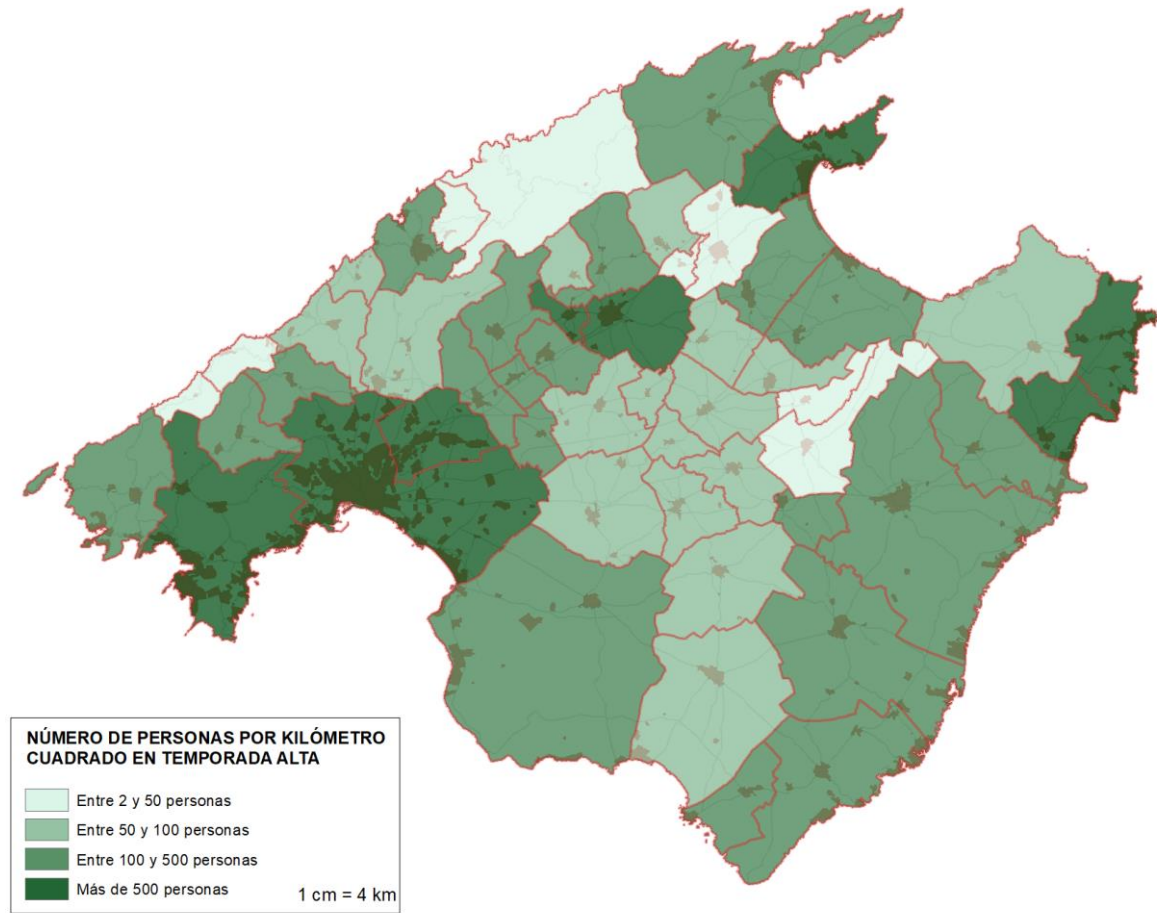 NÚMERO DE PERSONAS POR KILÓMETRO
CUADRADO EN TEMPORADA ALTA
Entre 2 y 50 personas
Entre 50 y 100 personas
Entre 100 y 500 personas
Más de 500 personas
1 cm = 4 km